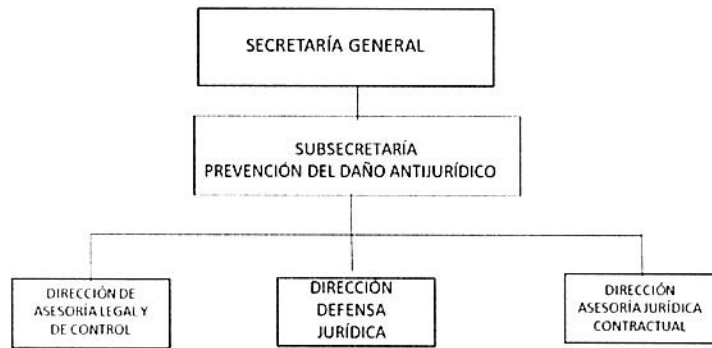 SECRETARÍA GENERAL
SUBSECRETARÍA
PREVENCIÓN DEL DAÑO ANTIJURÍDICO
DIRECCIÓN DE
ASESORÍA LEGAL Y
DE CONTROL
DIRECCIÓN
DEFENSA
JURÍDICA
DIRECCIÓN
ASESORÍA JURÍDICA
CONTRACTUAL